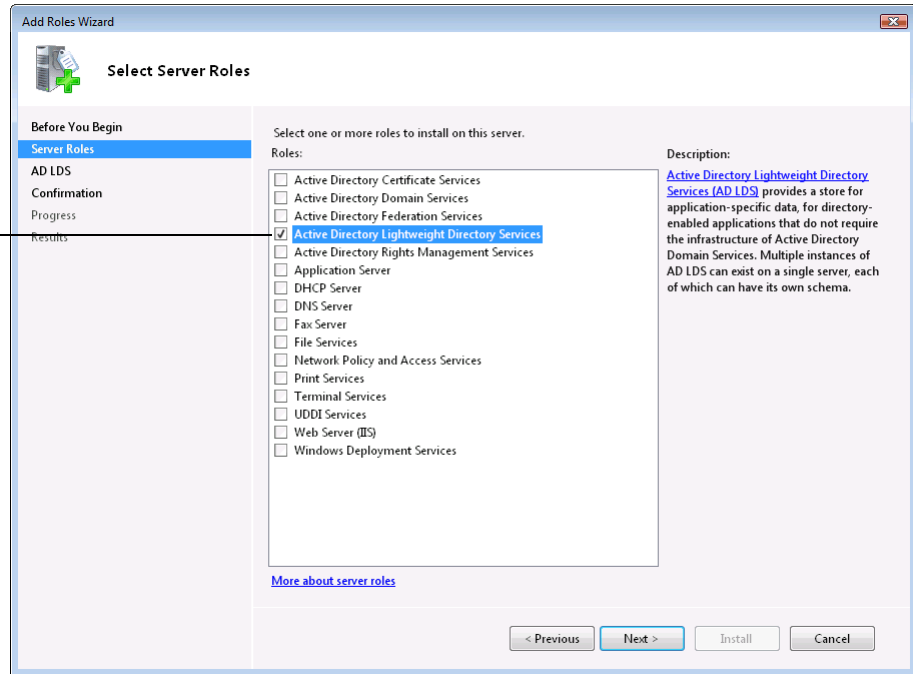 Add Roles Wizard
Select Server Roles
Before You Begin
Server Roles
AD LDS
Confirmation
Progress
Results
Select one or more roles to install on this server.
Roles:
Active Directory Certificate Services
Active Directory Domain Services
Active Directory Federation Services
Active Directory Lightweight Directory Services
Active Directory Rights Management Services
Application Server
DHCP Server
DNS Server
Fax Server
File Services
Network Policy and Access Services
Print Services
Terminal Services
UDDI Services
Web Server (IIS)
Windows Deployment Services
More about server roles
Description:
Active Directory Lightweight Directory
Services (AD LDS) provides a store for
application-specific data, for directory-
enabled applications that do not require
the infrastructure of Active Directory
Domain Services. Multiple instances of
AD LDS can exist on a single server, each
of which can have its own schema.
< Previous
Next >
Install
Cancel